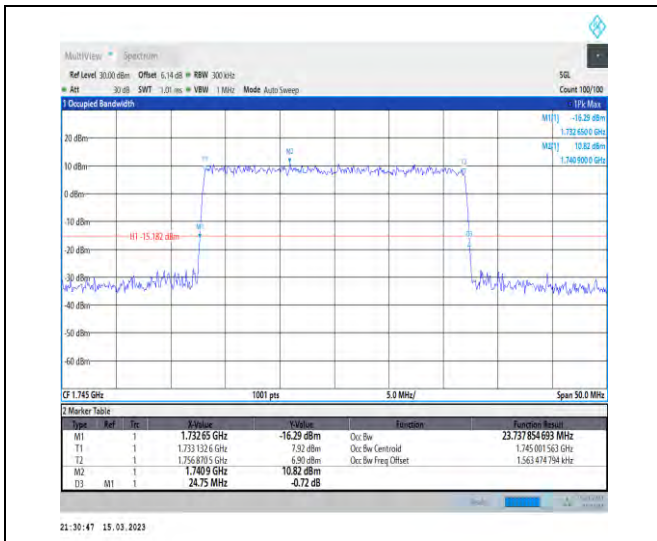 MultiView Spectrum
Ref Level 30.00 dBm Offset 6.14 dB RBW 300 kHz SGL
Att 30 dB SWT 1.01 ms VBW 1 MHz Mode Auto Sweep Count 100/100
1 Occupied Bandwidth 1Pk Max
M1[1] -16.29 dBm
1.732 650 0 GHz
M2[1] 10.82 dBm
1.740 900 0 GHz
20 dBm
T1 M2 T2
10 dBm
0 dBm
-10 dBm
M1
H1 -15.182 dBm
D3
-20 dBm
-30 dBm
-40 dBm
-50 dBm
-60 dBm
CF 1.745 GHz 1001 pts 5.0 MHz/ Span 50.0 MHz
2 Marker Table
Type Ref Trc X-Value Y-Value Function Function Result
M1 1 1.73265 GHz -16.29 dBm Occ Bw 23.737 854 693 MHz
T1 1 1.733 132 6 GHz 7.92 dBm Occ Bw Centroid 1.745 001 563 GHz
T2 1 1.756 870 5 GHz 6.90 dBm Occ Bw Freq Offset 1.563 474 794 kHz
M2 1 1.7409 GHz 10.82 dBm
D3 M1 1 24.75 MHz -0.72 dB
21:30:47 15.03.2023